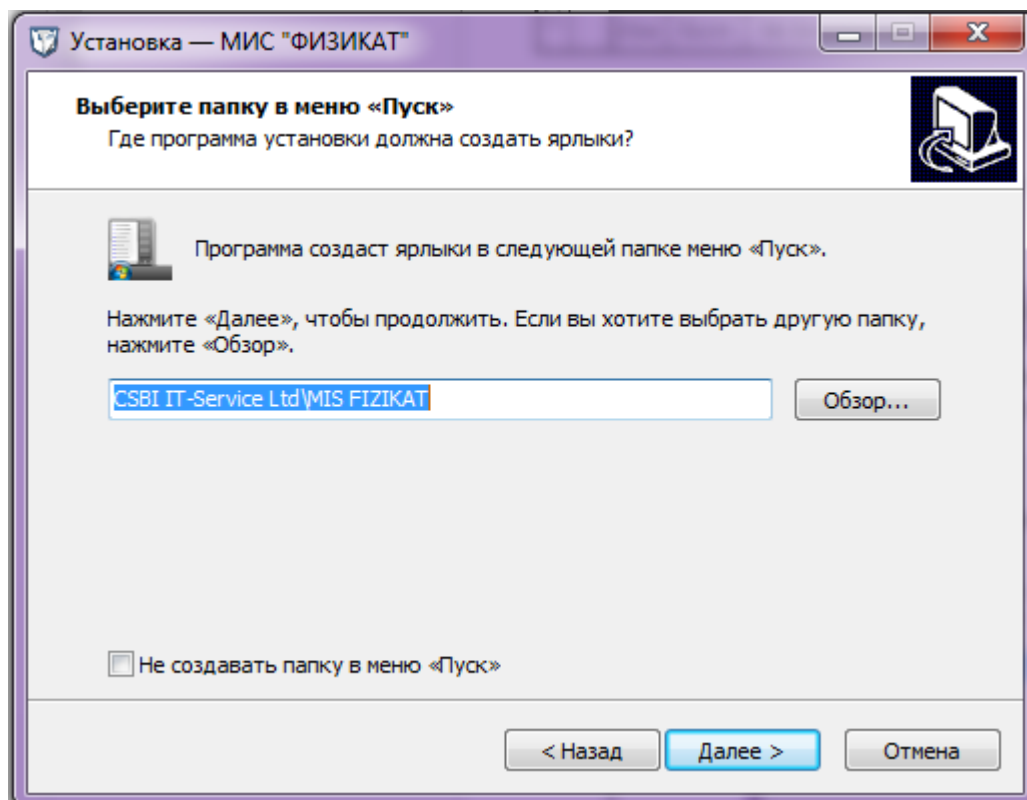 Установка — МИС "ФИЗИКАТ"
Выберите папку в меню «Пуск»
Где программа установки должна создать ярлыки?
Программа создаст ярлыки в следующей папке меню «Пуск».
Нажмите «Далее», чтобы продолжить. Если вы хотите выбрать другую папку,
нажмите «Обзор».
CSBI IT-Service Ltd\MIS FIZIKAT
Обзор...
Не создавать папку в меню «Пуск»
< Назад
Далее >
Отмена